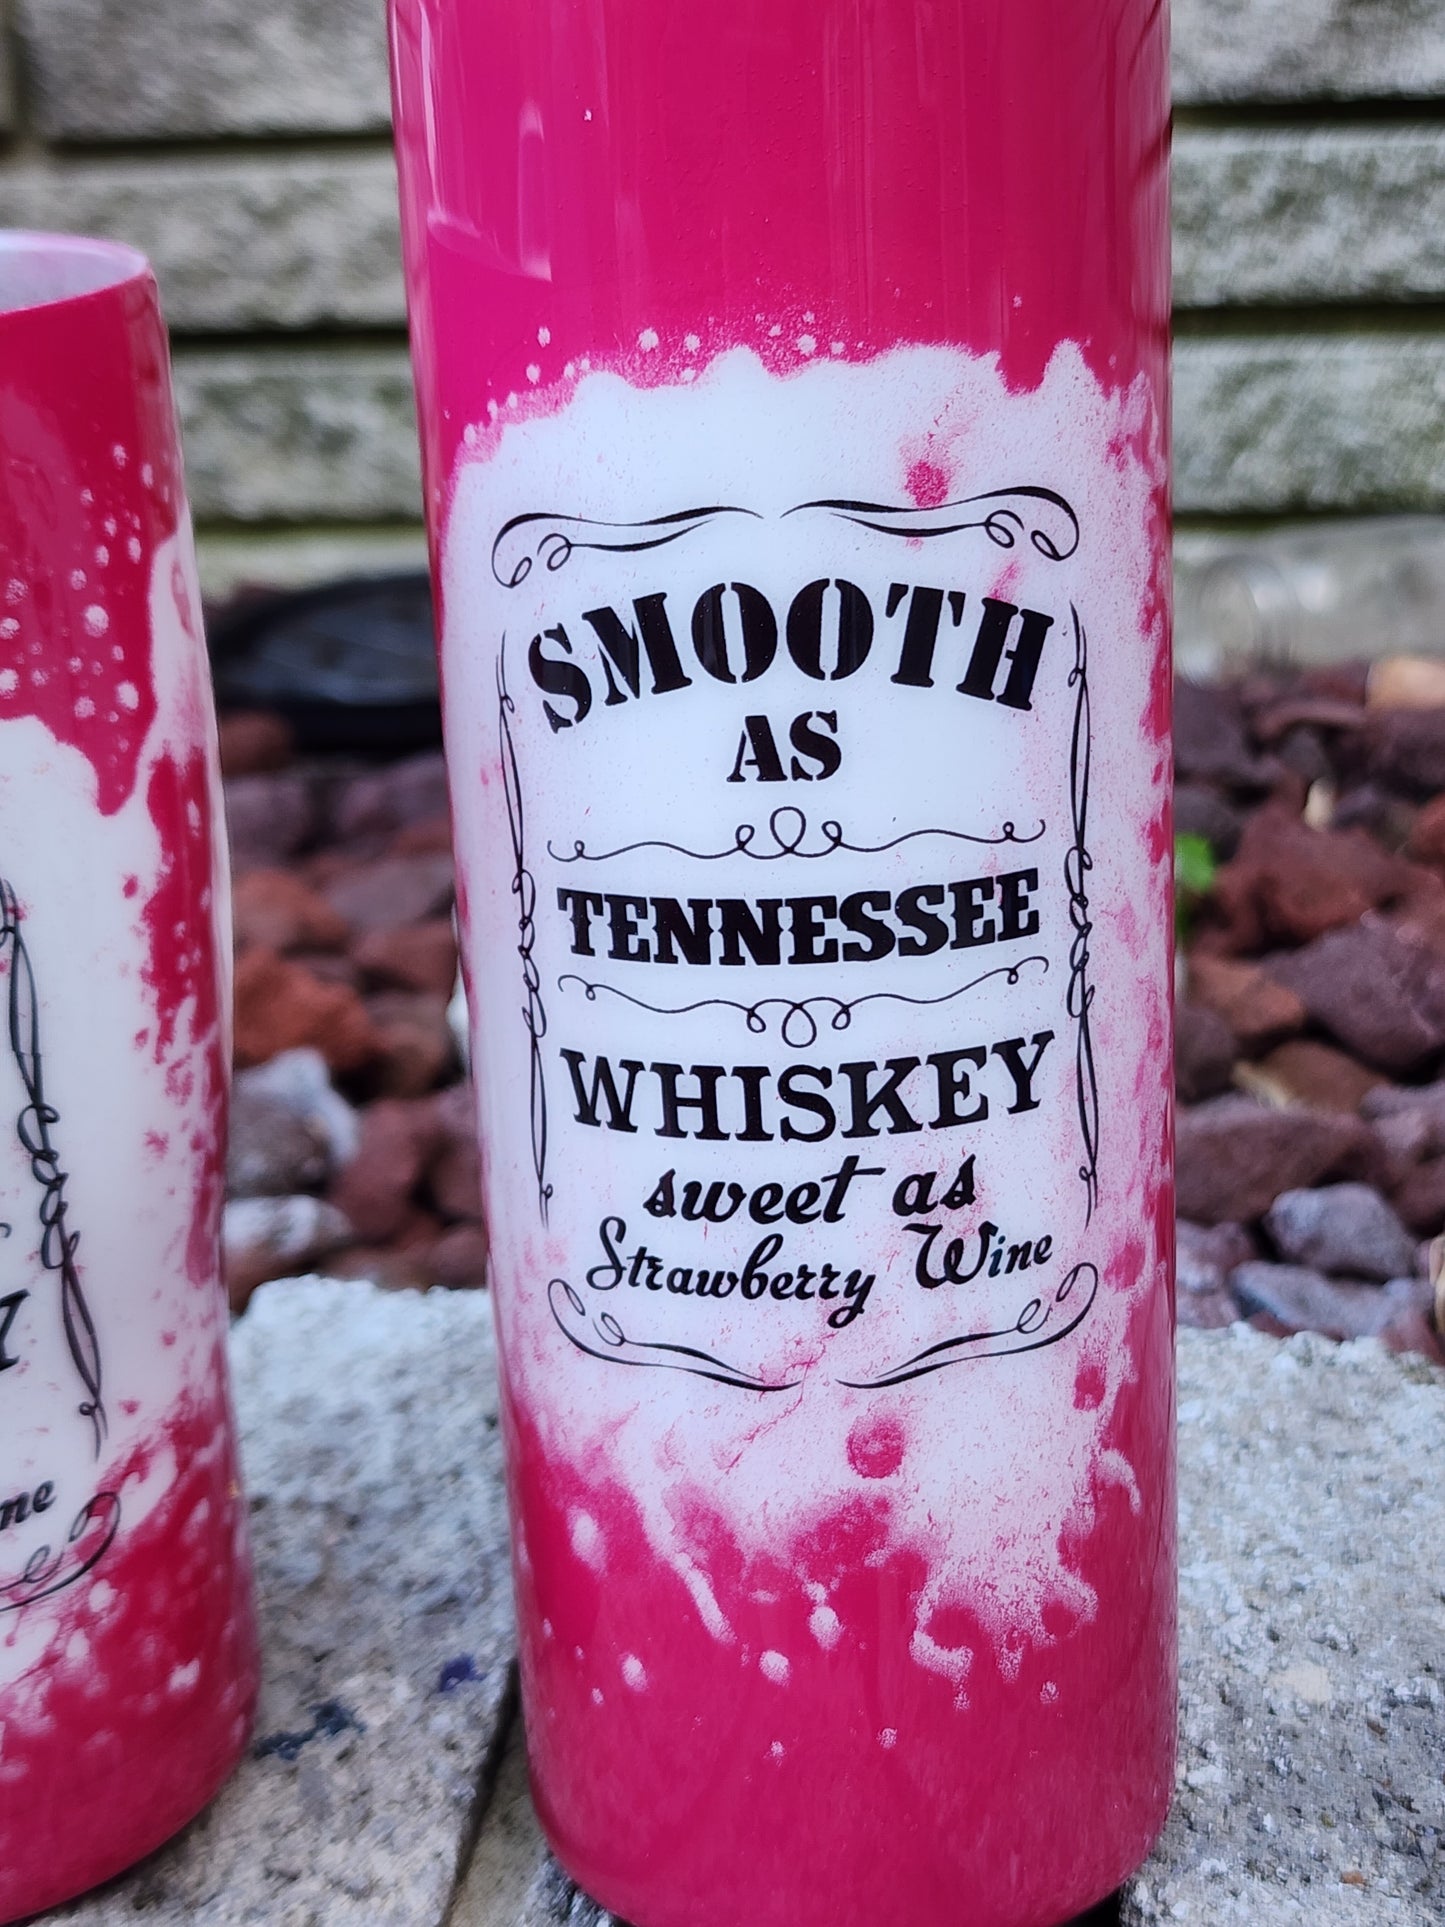 SMOOTH
AS
TENNESSEE
WHISKEY
sweet as
Strawberry Wine